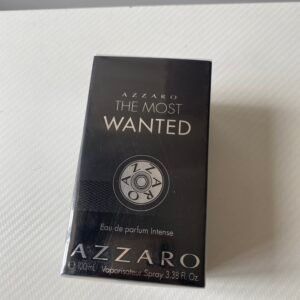 AZZARO
THE MOST
WANTED
AZZARO
Eau de parfum Intense
AZZARO
e 100mL Vaporisateur Spray 3.38 Fl. Oz.